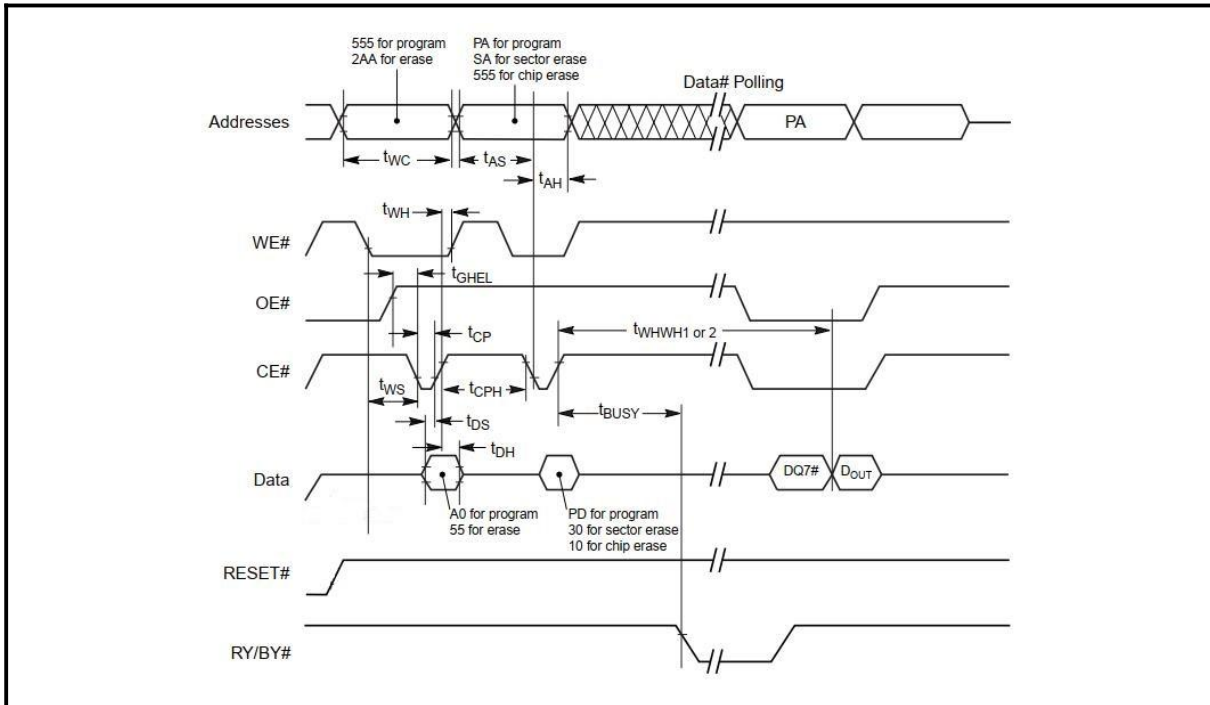 555 for program
2AA for erase
PA for program
SA for sector erase
555 for chip erase
Data# Polling
Addresses
PA
tWC
tAS
tAH
tWH
WE#
tGHEL
OE#
tCP
tWHWH1 or 2
CE#
tWS
tCPH
tBUSY
tDS
tDH
Data
DQ7#
DOUT
A0 for program
55 for erase
PD for program
30 for sector erase
10 for chip erase
RESET#
RY/BY#